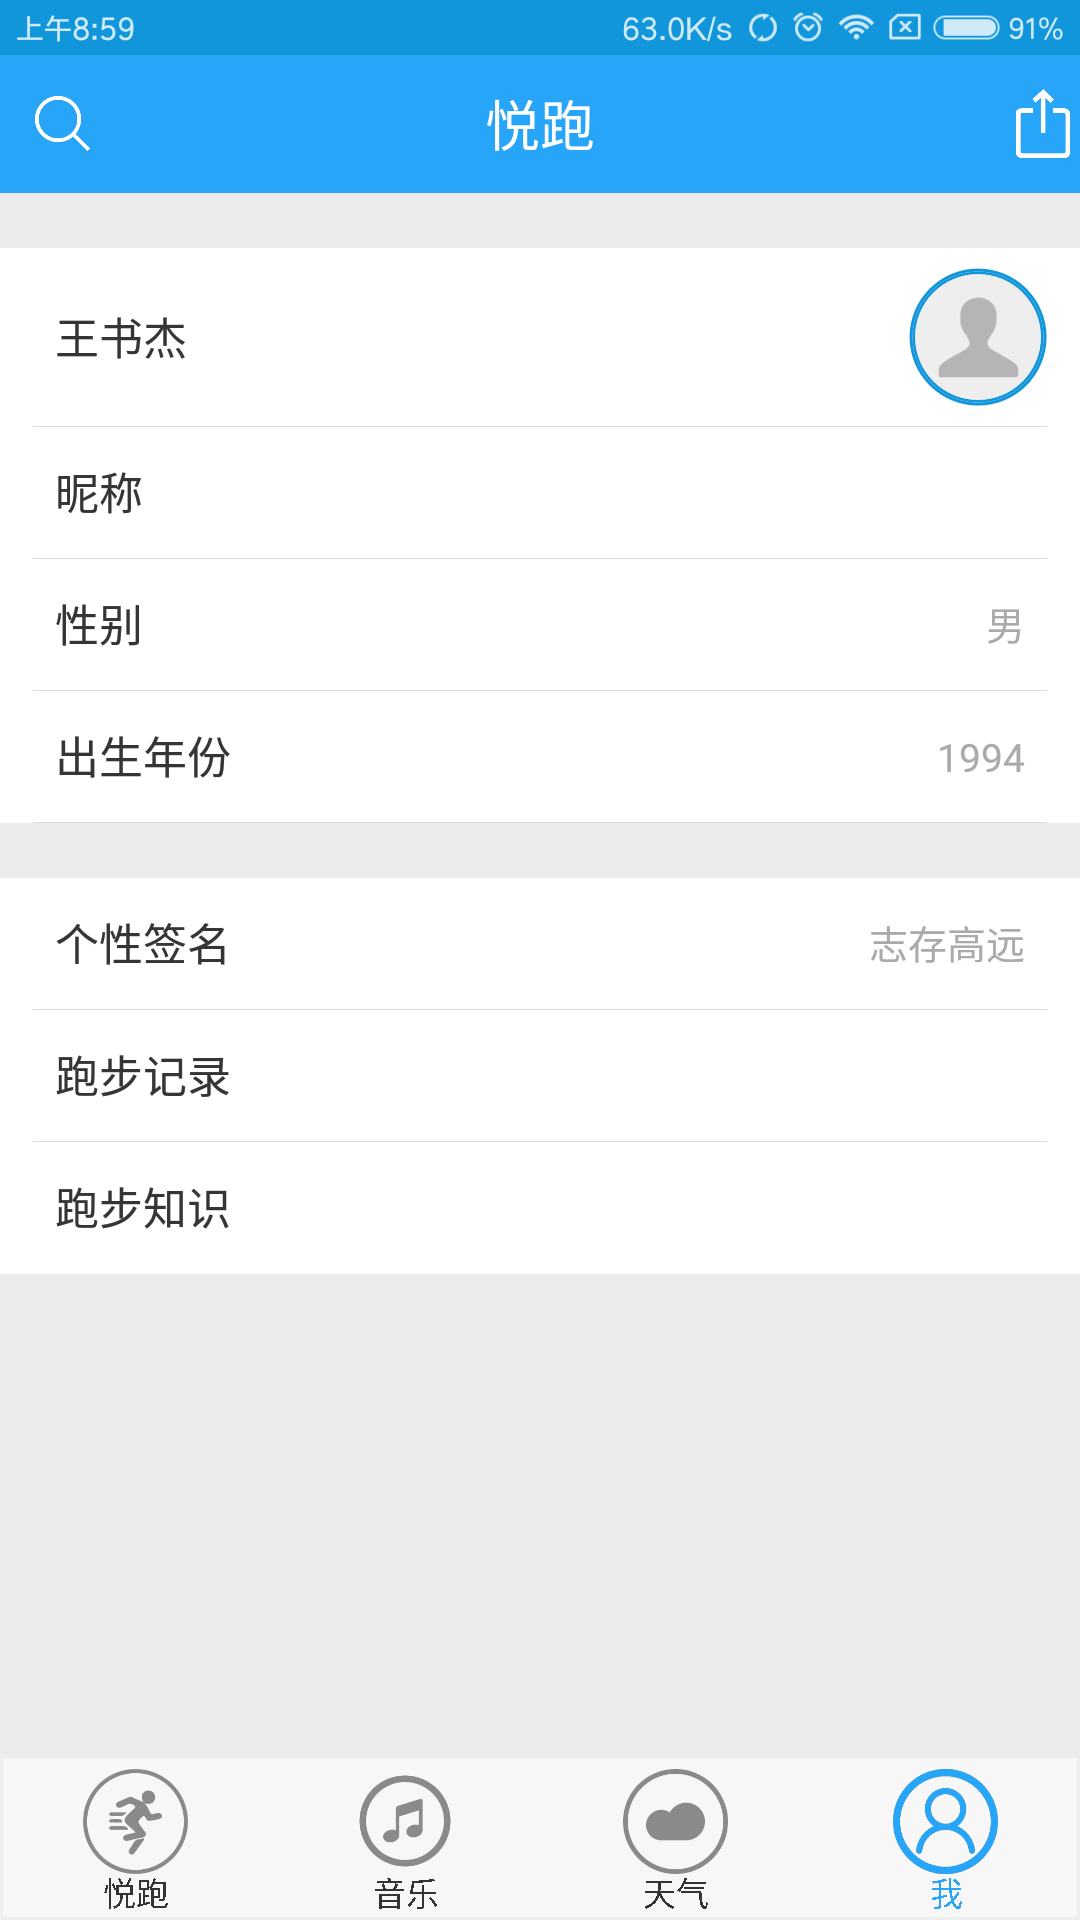 上午8:59 63.0K/s 91%
悦跑
王书杰
昵称
性别 男
出生年份 1994
个性签名 志存高远
跑步记录
跑步知识
悦跑 音乐 天气 我